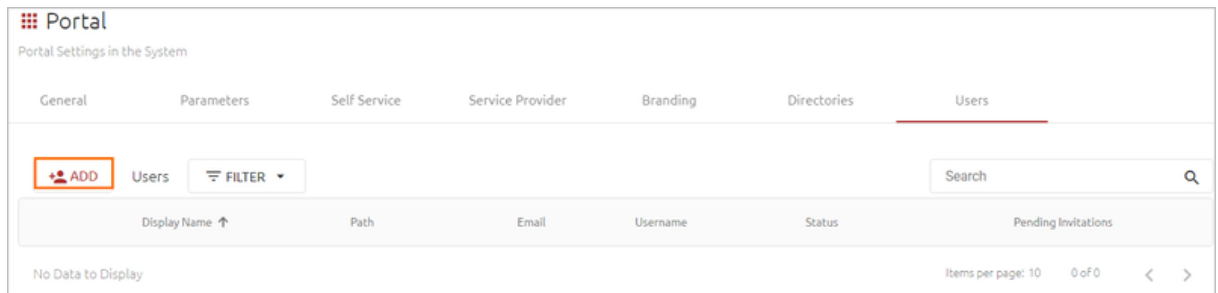 Portal
Portal Settings in the System
General Parameters Self Service Service Provider Branding Directories Users
ADD Users FILTER Search
Display Name Path Email Username Status Pending Invitations
No Data to Display Items per page: 10 0 of 0